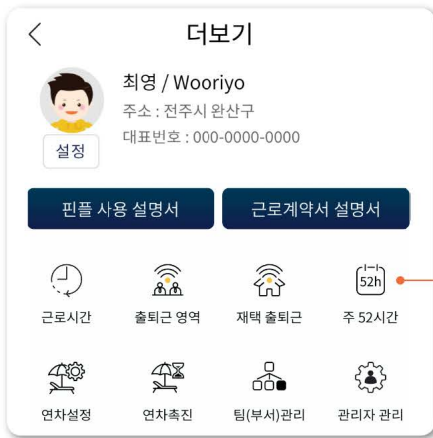 더보기
최영 / Wooriyo
주소 : 전주시 완산구
대표번호 : 000-0000-0000
설정
핀플 사용 설명서 근로계약서 설명서
52h
근로시간 출퇴근 영역 재택 출퇴근 주 52시간
연차설정 연차촉진 팀(부서)관리 관리자 관리